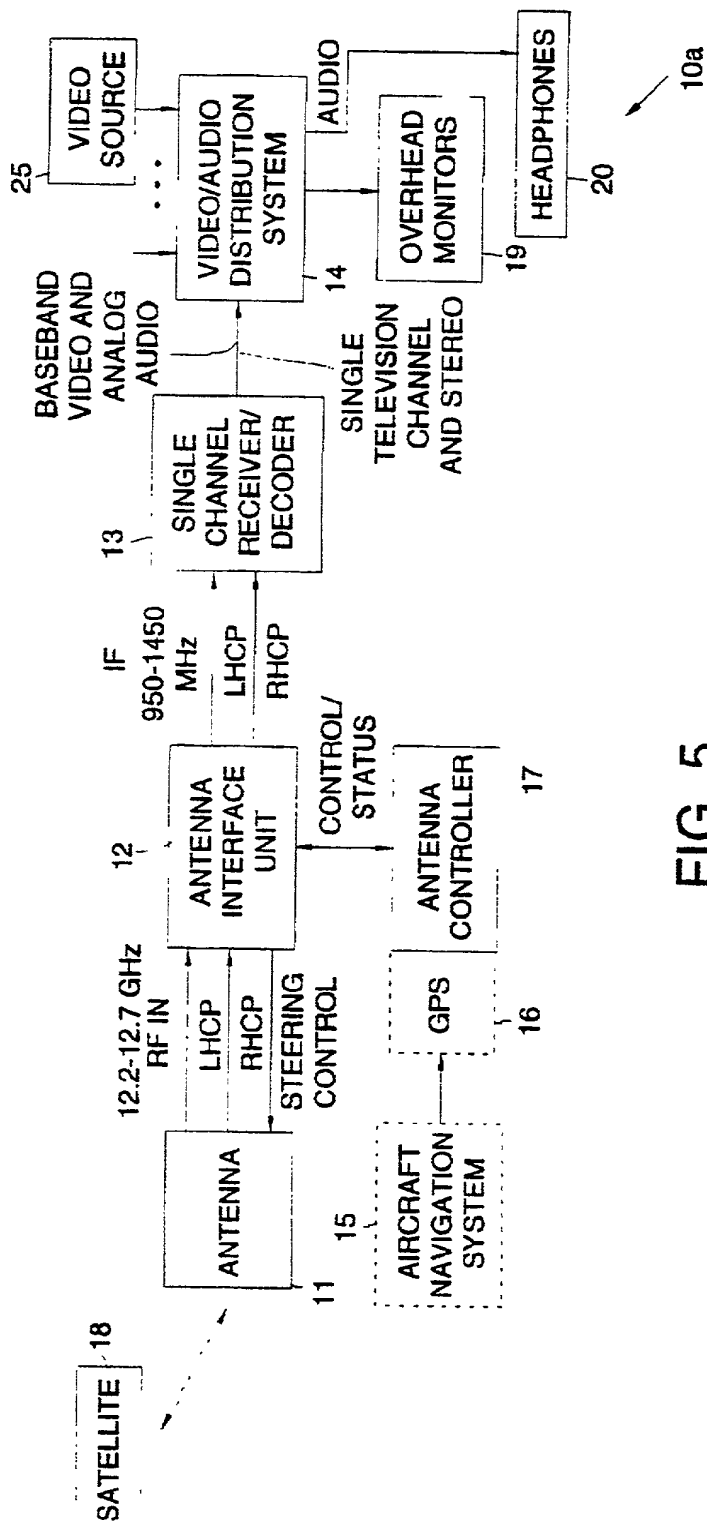 SATELLITE
18
ANTENNA
11
12.2-12.7 GHz
RF IN
LHCP
RHCP
STEERING
CONTROL
12
ANTENNA
INTERFACE
UNIT
CONTROL/
STATUS
15
AIRCRAFT
NAVIGATION
SYSTEM
GPS
16
ANTENNA
CONTROLLER
17
IF
950-1450
MHz
LHCP
RHCP
13
SINGLE
CHANNEL
RECEIVER/
DECODER
BASEBAND
VIDEO AND
ANALOG
AUDIO
SINGLE
TELEVISION
CHANNEL
AND STEREO
25
VIDEO
SOURCE
VIDEO/AUDIO
DISTRIBUTION
SYSTEM
14
AUDIO
OVERHEAD
MONITORS
19
HEADPHONES
20
10a
FIG. 5